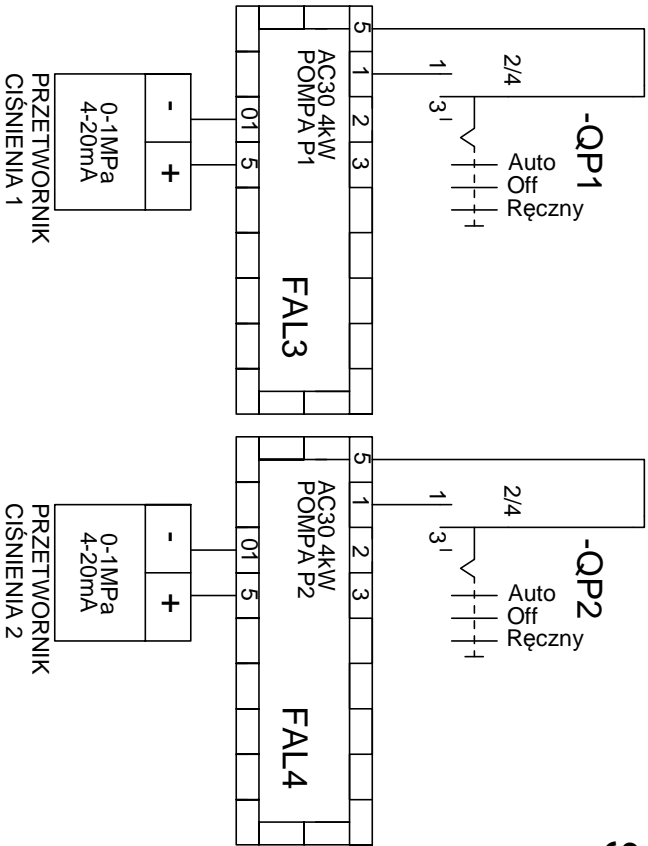 -QP1
2/4
1
3
Auto
Off
Ręczny
5
1 2 3
AC30 4kW
POMPA P1
FAL3
01 5
- +
0-1MPa
4-20mA
PRZETWORNIK
CIŚNIENIA 1
-QP2
2/4
1
3
Auto
Off
Ręczny
5
1 2 3
AC30 4kW
POMPA P2
FAL4
01 5
- +
0-1MPa
4-20mA
PRZETWORNIK
CIŚNIENIA 2